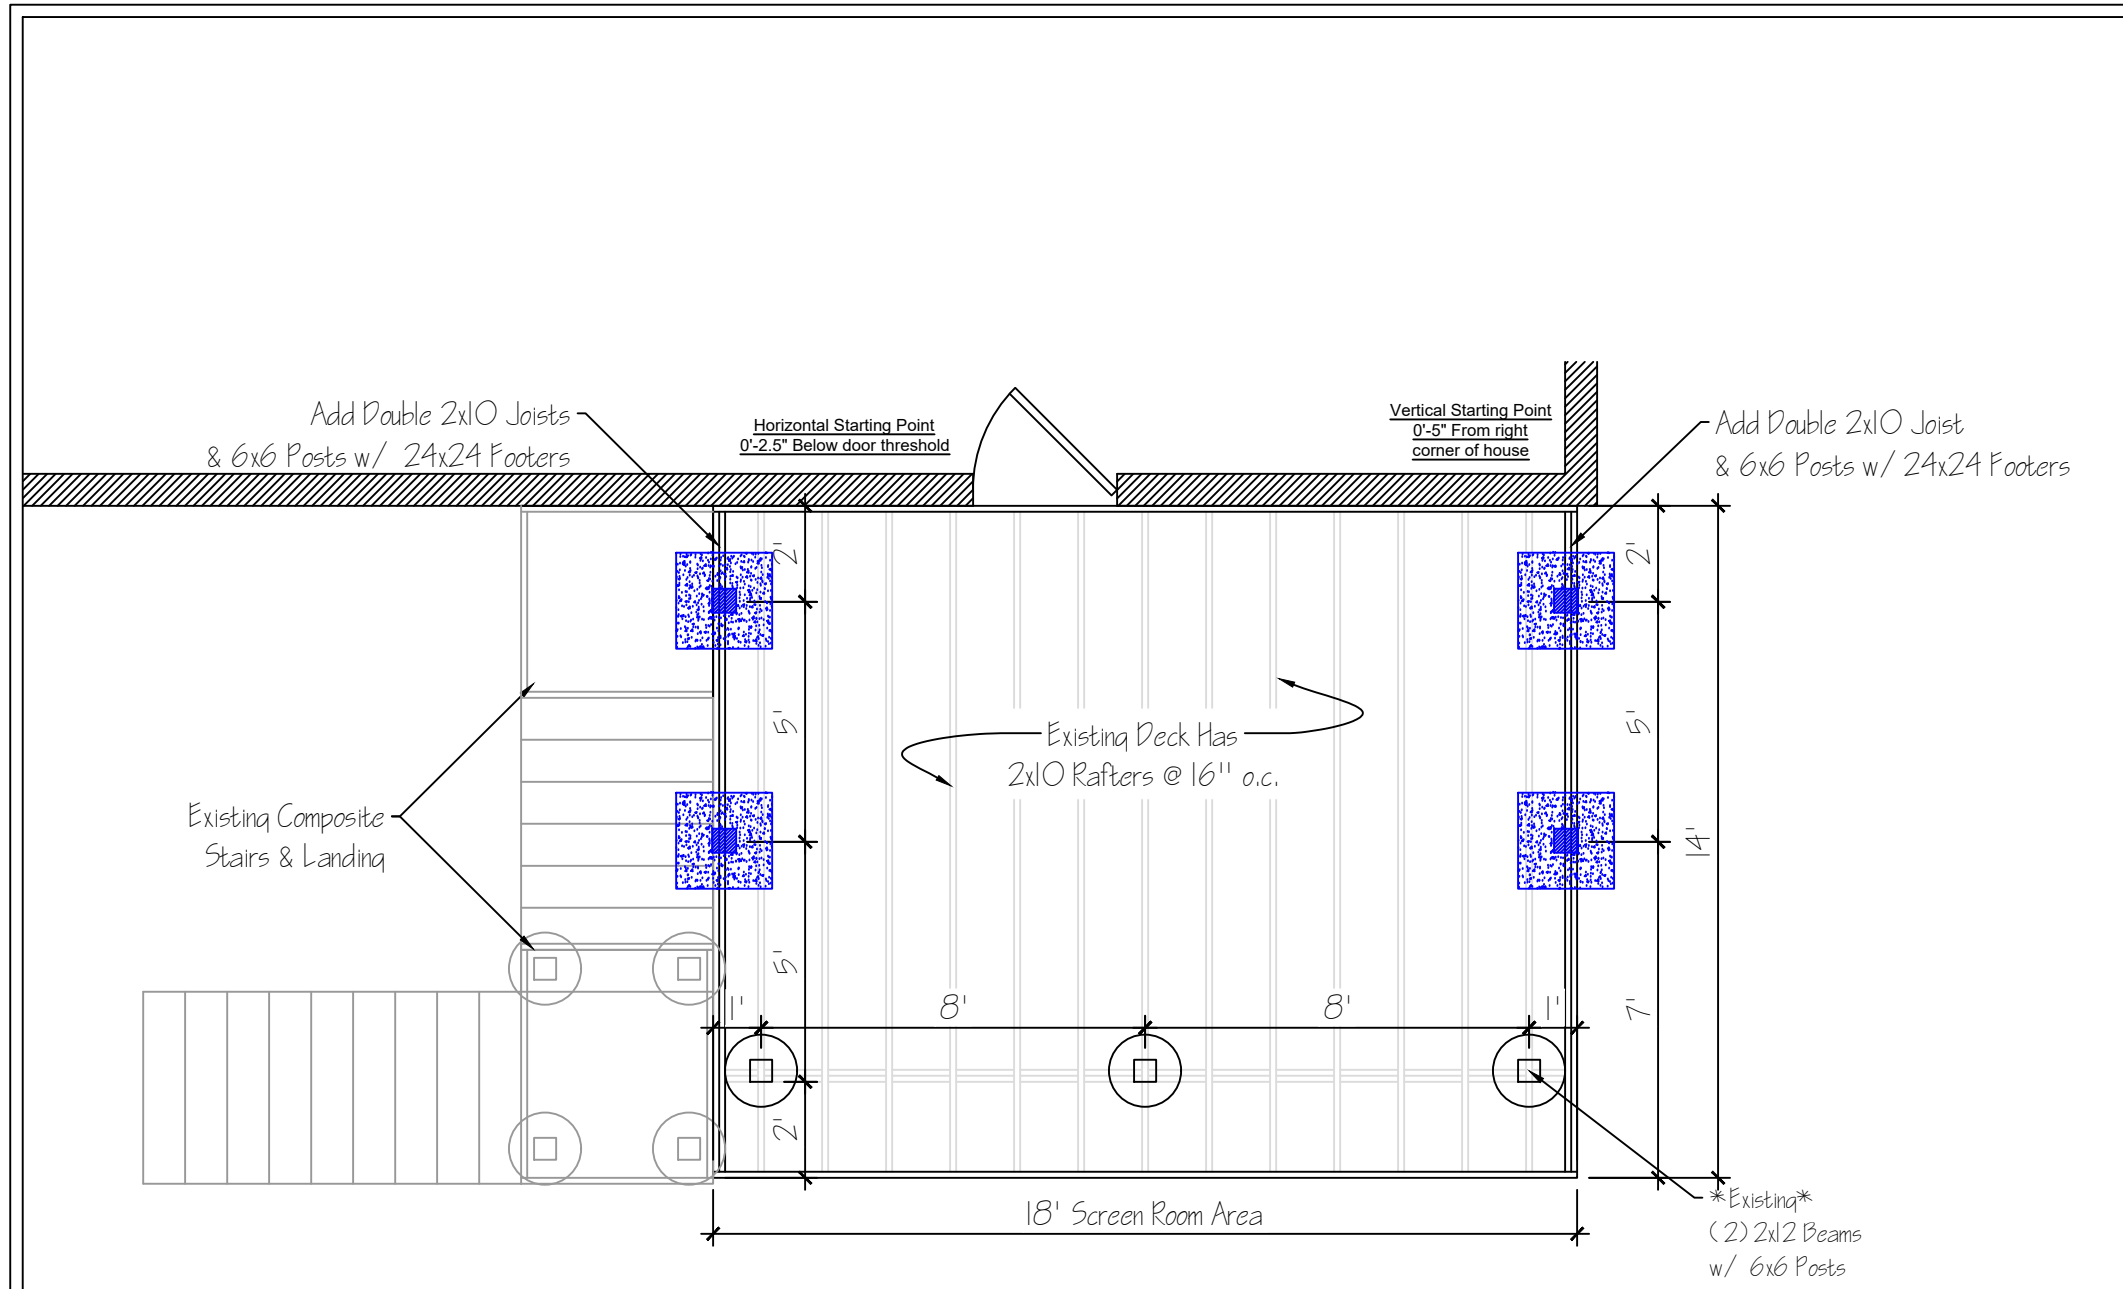 Add Double 2x10 Joists
& 6x6 Posts w/ 24x24 Footers
Horizontal Starting Point
0'-2.5" Below door threshold
Vertical Starting Point
0'-5" From right
corner of house
Add Double 2x10 Joist
& 6x6 Posts w/ 24x24 Footers
2'
2'
5'
5'
Existing Deck Has
2x10 Rafters @ 16" o.c.
Existing Composite
Stairs & Landing
14'
5'
1'
8'
8'
1'
7'
2'
18' Screen Room Area
*Existing*
(2) 2x12 Beams
w/ 6x6 Posts